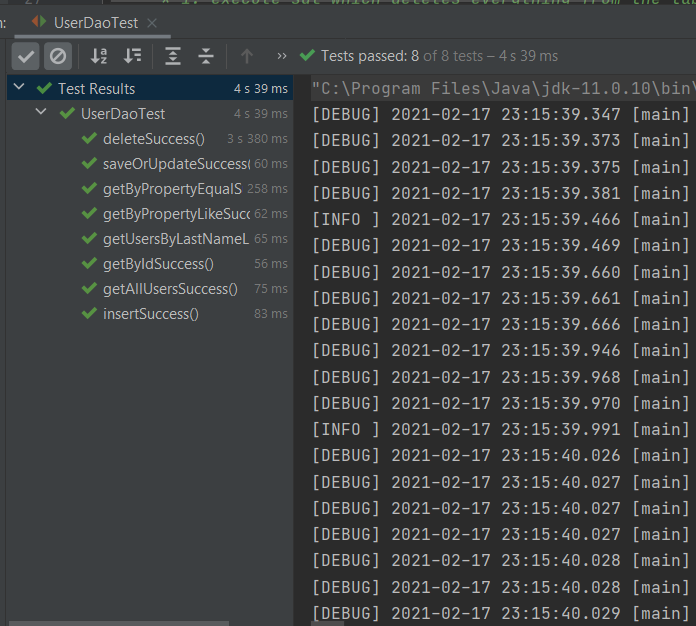 * 1. execute sql which deletes everything from the tab
n:
UserDaoTest
Tests passed: 8 of 8 tests – 4 s 39 ms
Test Results 4 s 39 ms
UserDaoTest 4 s 39 ms
deleteSuccess() 3 s 380 ms
saveOrUpdateSuccess( 60 ms
getByPropertyEqualS 258 ms
getByPropertyLikeSucc 62 ms
getUsersByLastNameL 65 ms
getByIdSuccess() 56 ms
getAllUsersSuccess() 75 ms
insertSuccess() 83 ms
"C:\Program Files\Java\jdk-11.0.10\bin\
[DEBUG] 2021-02-17 23:15:39.347 [main]
[DEBUG] 2021-02-17 23:15:39.373 [main]
[DEBUG] 2021-02-17 23:15:39.375 [main]
[DEBUG] 2021-02-17 23:15:39.381 [main]
[INFO ] 2021-02-17 23:15:39.466 [main]
[DEBUG] 2021-02-17 23:15:39.469 [main]
[DEBUG] 2021-02-17 23:15:39.660 [main]
[DEBUG] 2021-02-17 23:15:39.661 [main]
[DEBUG] 2021-02-17 23:15:39.666 [main]
[DEBUG] 2021-02-17 23:15:39.946 [main]
[DEBUG] 2021-02-17 23:15:39.968 [main]
[DEBUG] 2021-02-17 23:15:39.970 [main]
[INFO ] 2021-02-17 23:15:39.991 [main]
[DEBUG] 2021-02-17 23:15:40.026 [main]
[DEBUG] 2021-02-17 23:15:40.027 [main]
[DEBUG] 2021-02-17 23:15:40.027 [main]
[DEBUG] 2021-02-17 23:15:40.027 [main]
[DEBUG] 2021-02-17 23:15:40.028 [main]
[DEBUG] 2021-02-17 23:15:40.028 [main]
[DEBUG] 2021-02-17 23:15:40.029 [main]